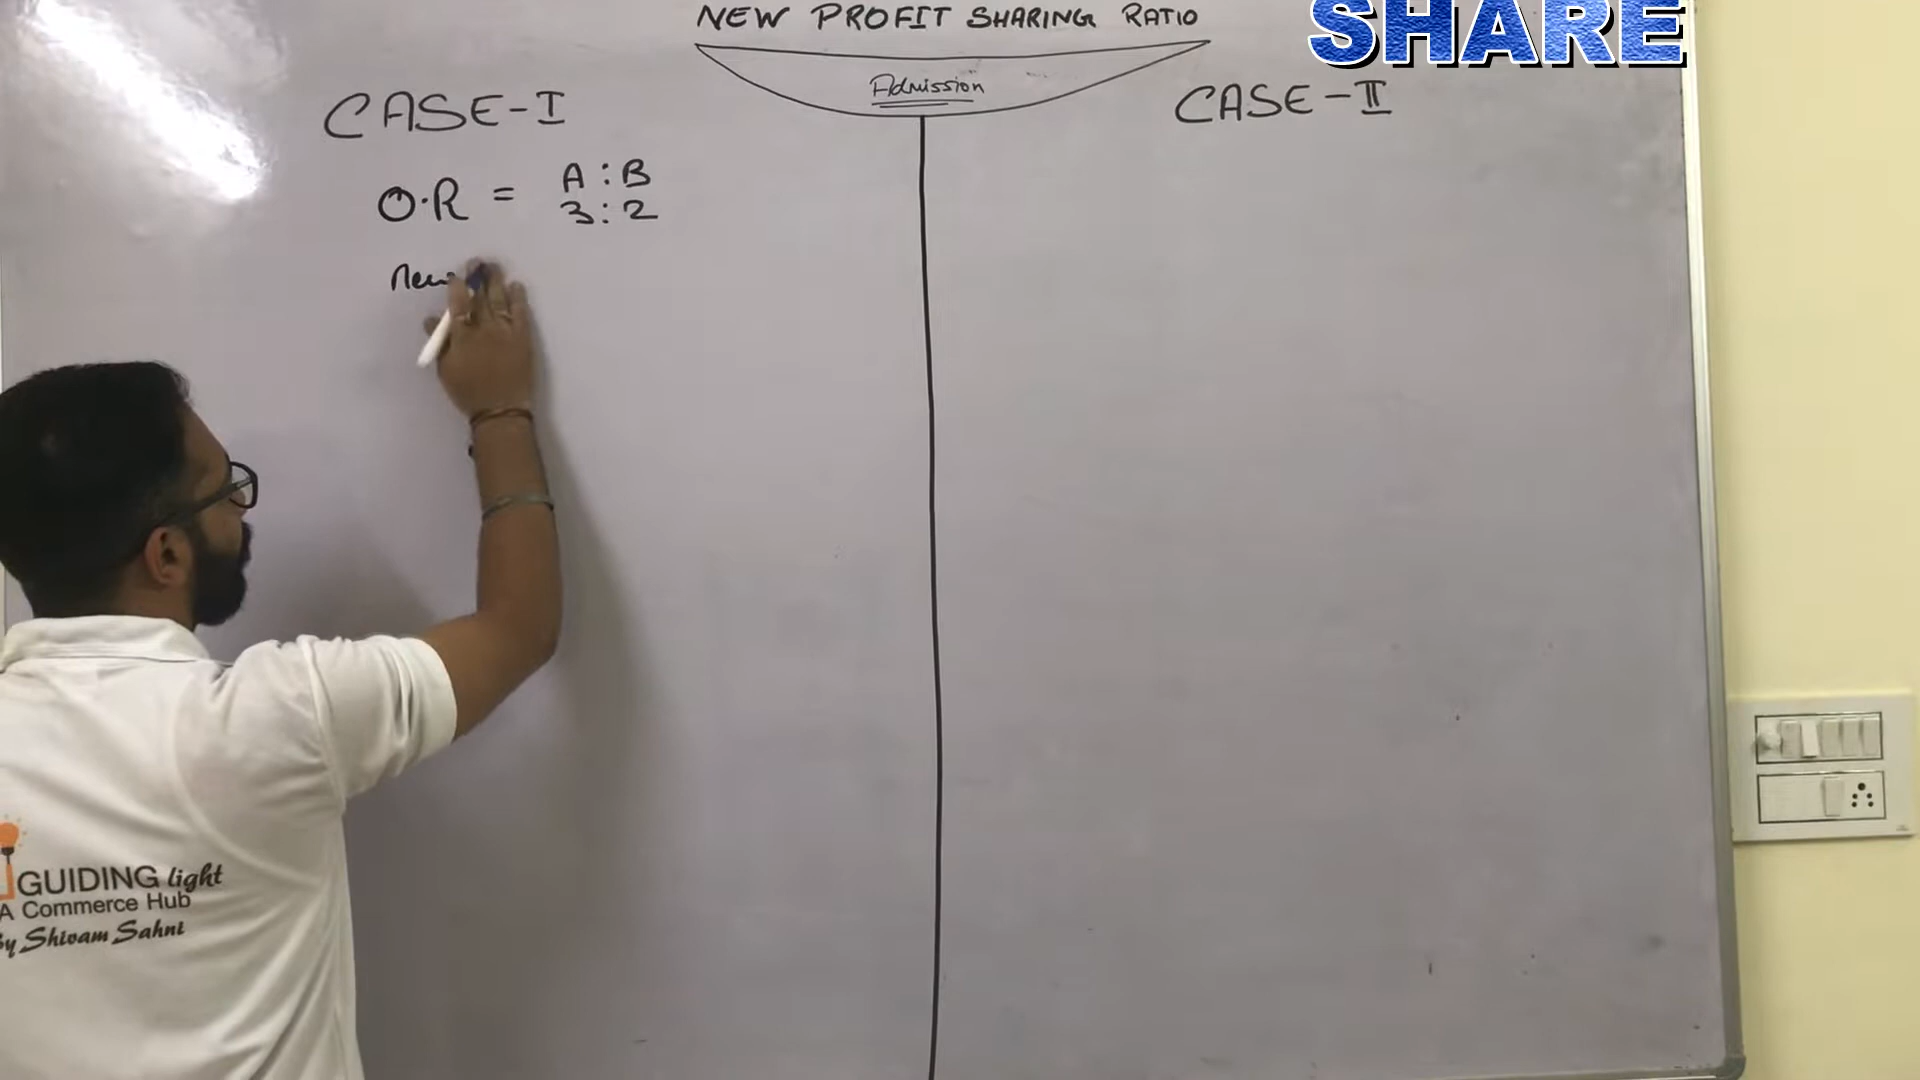 NEW PROFIT SHARING RATIO
SHARE
Admission
CASE-I
CASE-II
O.R = A : B
3 : 2
New
GUIDING light
A Commerce Hub
By Shivam Sahni